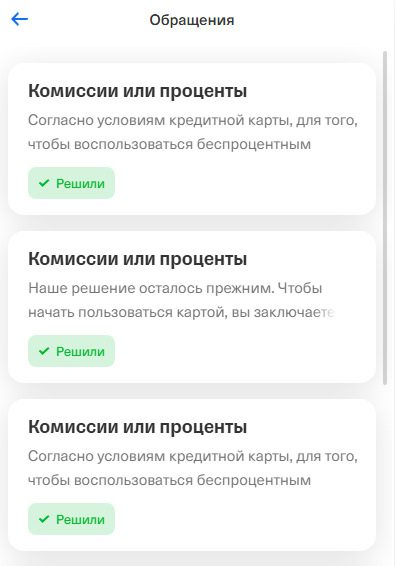 Обращения
Комиссии или проценты
Согласно условиям кредитной карты, для того,
чтобы воспользоваться беспроцентным
Решили
Комиссии или проценты
Наше решение осталось прежним. Чтобы
начать пользоваться картой, вы заключаете
Решили
Комиссии или проценты
Согласно условиям кредитной карты, для того,
чтобы воспользоваться беспроцентным
Решили